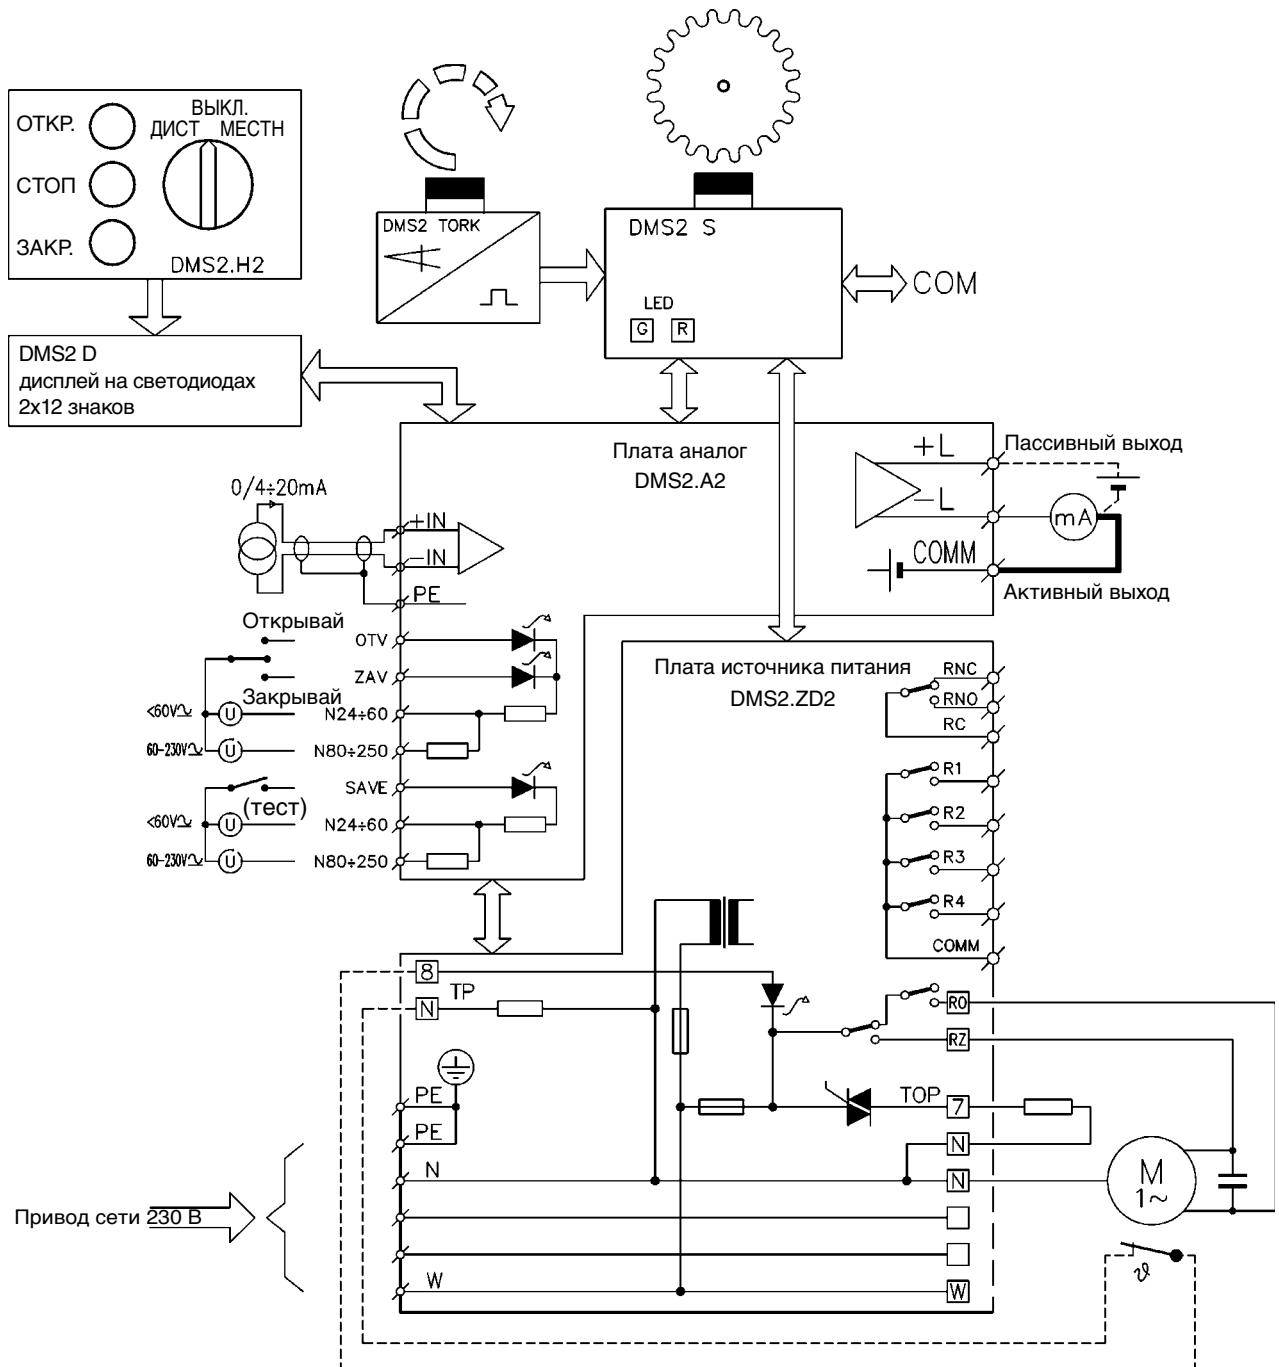 ВЫКЛ.
ОТКР.
ДИСТ МЕСТН
СТОП
ЗАКР.
DMS2.H2
DMS2 TORK
DMS2 S
LED
G R
COM
DMS2 D
дисплей на светодиодах
2x12 знаков
Плата аналог
DMS2.A2
+L
Пассивный выход
-L
mA
COMM
Активный выход
0/4÷20mA
+IN
-IN
PE
Открывай
OTV
ZAV
Закрывай
<60V
U
N24÷60
60-230V
U
N80÷250
SAVE
(тест)
<60V
U
N24÷60
60-230V
U
N80÷250
Плата источника питания
DMS2.ZD2
RNC
RNO
RC
R1
R2
R3
R4
COMM
8
TP
N
RO
RZ
PE
PE
TOP
7
N
N
N
M
1~
Привод сети 230 В
ϑ
W
W